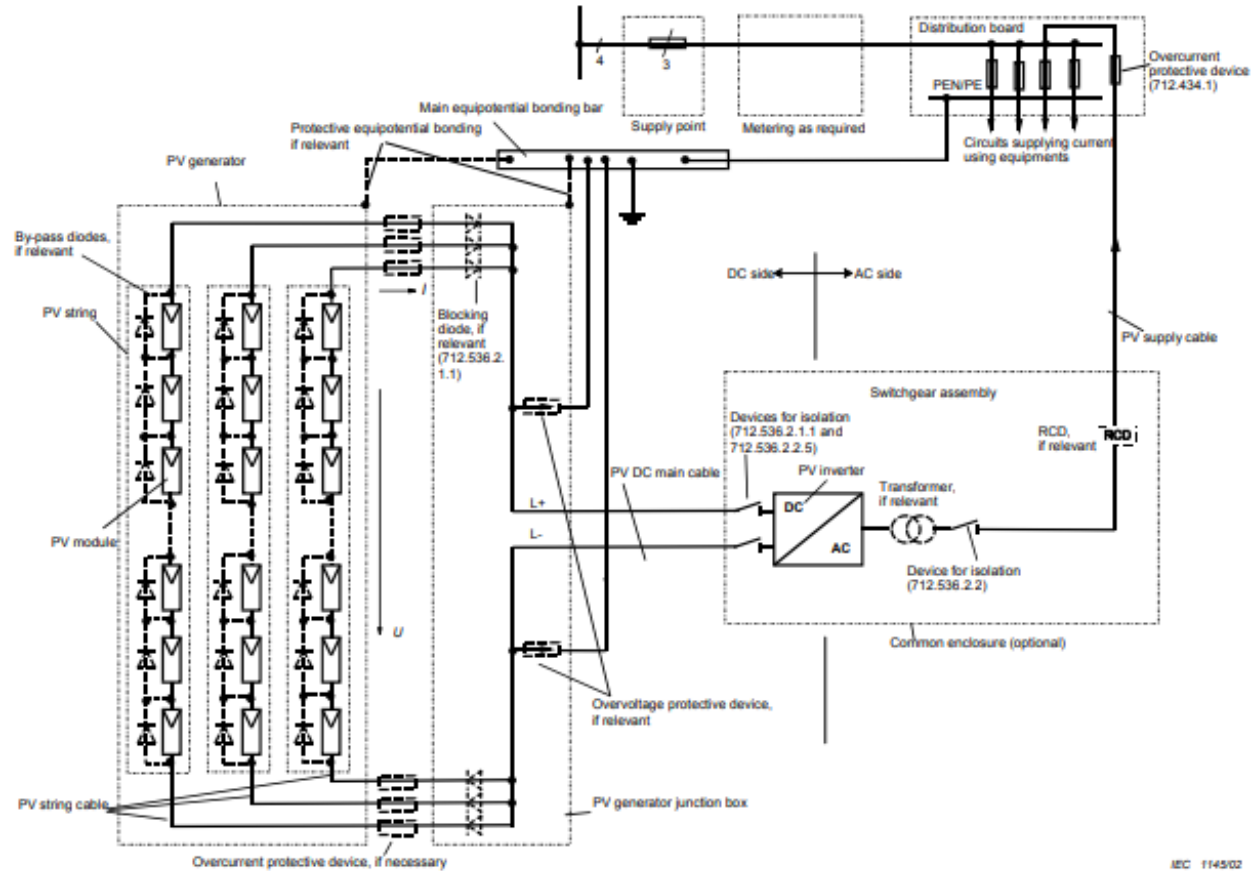 Distribution board
4
3
PEN/PE
Overcurrent
protective device
(712.434.1)
Main equipotential bonding bar
Protective equipotential bonding
if relevant
Supply point
Metering as required
Circuits supplying current
using equipments
PV generator
By-pass diodes,
if relevant
PV string
I
DC side
AC side
Blocking
diode, if
relevant
(712.536.2.
1.1)
PV supply cable
Switchgear assembly
Devices for isolation
(712.536.2.1.1 and
712.536.2.2.5)
RCD,
if relevant
RCD
PV DC main cable
PV inverter
Transformer,
if relevant
L+
DC
PV module
L-
AC
Device for isolation
(712.536.2.2)
U
Common enclosure (optional)
Overvoltage protective device,
if relevant
PV string cable
PV generator junction box
Overcurrent protective device, if necessary
IEC 1145/02